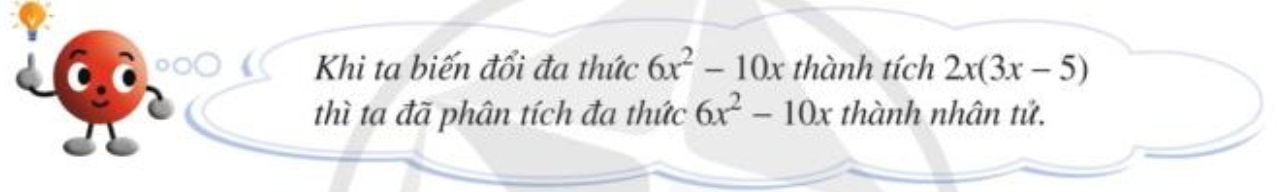 Khi ta biến đổi đa thức 6x² – 10x thành tích 2x(3x – 5)
thì ta đã phân tích đa thức 6x² – 10x thành nhân tử.